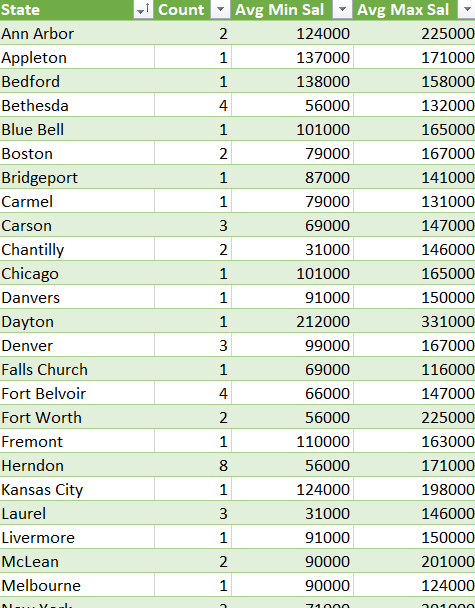 State Count Avg Min Sal Avg Max Sal
Ann Arbor 2 124000 225000
Appleton 1 137000 171000
Bedford 1 138000 158000
Bethesda 4 56000 132000
Blue Bell 1 101000 165000
Boston 2 79000 167000
Bridgeport 1 87000 141000
Carmel 1 79000 131000
Carson 3 69000 147000
Chantilly 2 31000 146000
Chicago 1 101000 165000
Danvers 1 91000 150000
Dayton 1 212000 331000
Denver 3 99000 167000
Falls Church 1 69000 116000
Fort Belvoir 4 66000 147000
Fort Worth 2 56000 225000
Fremont 1 110000 163000
Herndon 8 56000 171000
Kansas City 1 124000 198000
Laurel 3 31000 146000
Livermore 1 91000 150000
McLean 2 90000 201000
Melbourne 1 90000 124000
New York